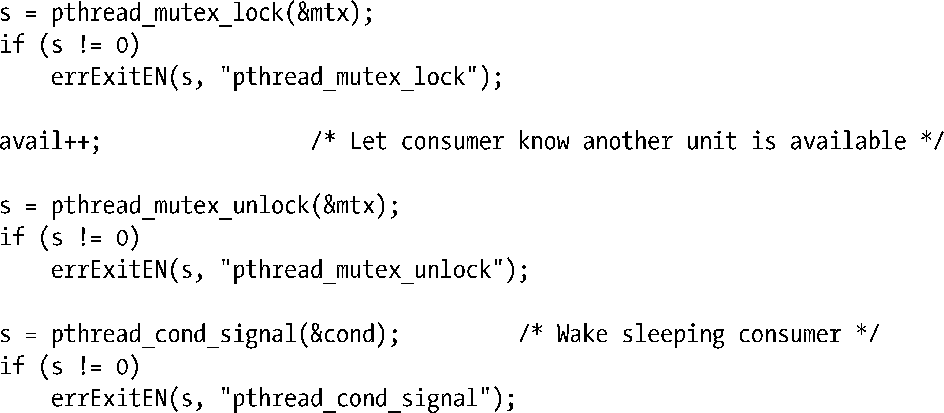 s = pthread_mutex_lock(&mtx);
if (s != 0)
    errExitEN(s, "pthread_mutex_lock");

avail++;                /* Let consumer know another unit is available */

s = pthread_mutex_unlock(&mtx);
if (s != 0)
    errExitEN(s, "pthread_mutex_unlock");

s = pthread_cond_signal(&cond);         /* Wake sleeping consumer */
if (s != 0)
    errExitEN(s, "pthread_cond_signal");